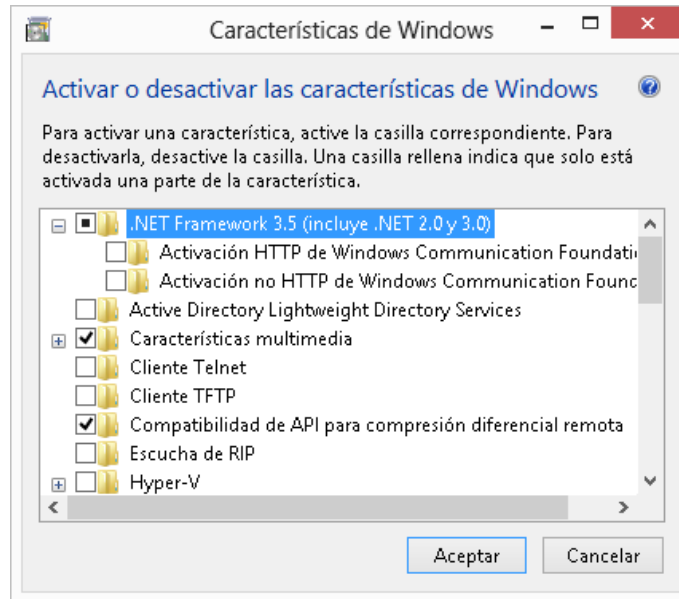 Características de Windows
Activar o desactivar las características de Windows
Para activar una característica, active la casilla correspondiente. Para
desactivarla, desactive la casilla. Una casilla rellena indica que solo está
activada una parte de la característica.
.NET Framework 3.5 (incluye .NET 2.0 y 3.0)
Activación HTTP de Windows Communication Foundati
Activación no HTTP de Windows Communication Founc
Active Directory Lightweight Directory Services
Características multimedia
Cliente Telnet
Cliente TFTP
Compatibilidad de API para compresión diferencial remota
Escucha de RIP
Hyper-V
Aceptar Cancelar